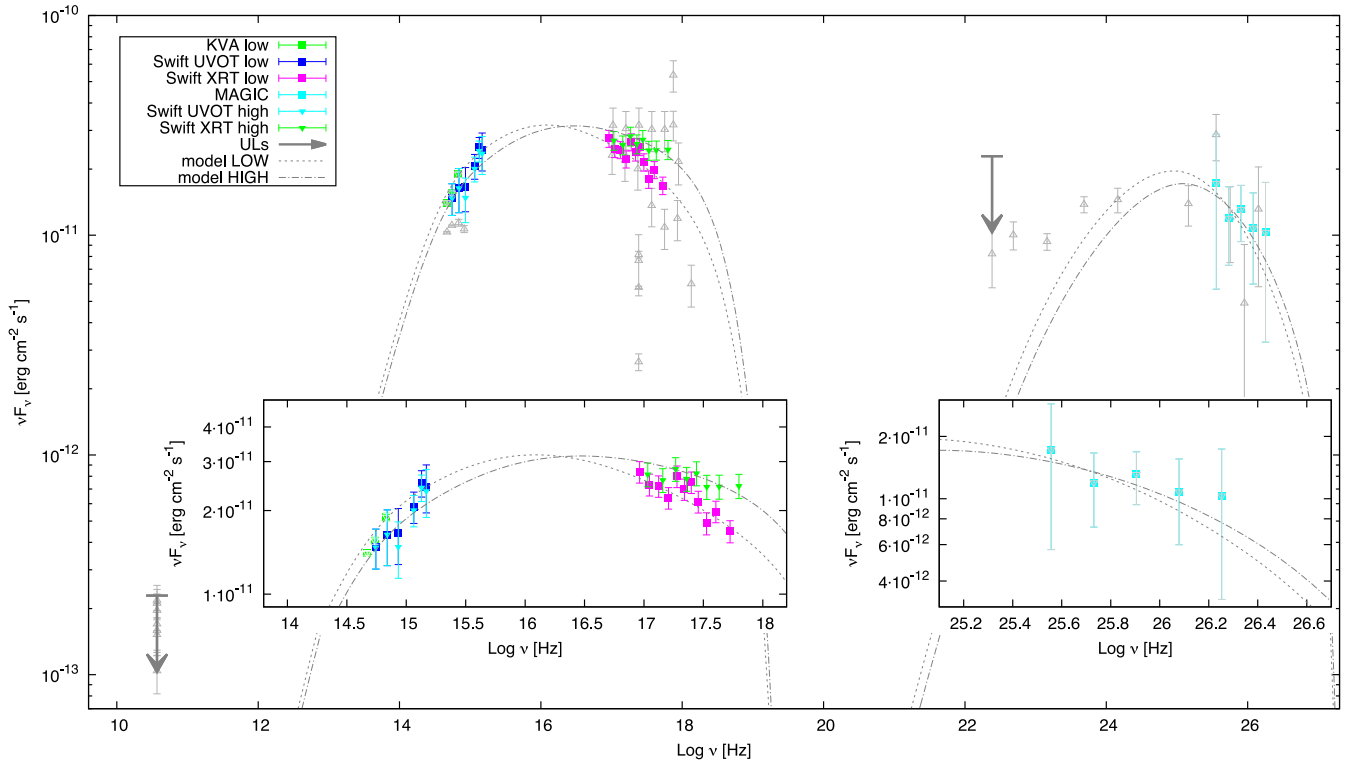 10⁻¹⁰
KVA low
Swift UVOT low
Swift XRT low
MAGIC
Swift UVOT high
Swift XRT high
ULs
model LOW
model HIGH
10⁻¹¹
νFᵥ [erg cm⁻² s⁻¹]
10⁻¹²
10⁻¹³
10 12 14 16 18 20 22 24 26
Log ν [Hz]
4·10⁻¹¹
3·10⁻¹¹
2·10⁻¹¹
1·10⁻¹¹
νFᵥ [erg cm⁻² s⁻¹]
14 14.5 15 15.5 16 16.5 17 17.5 18
Log ν [Hz]
2·10⁻¹¹
1·10⁻¹¹
8·10⁻¹²
6·10⁻¹²
4·10⁻¹²
νFᵥ [erg cm⁻² s⁻¹]
25.2 25.4 25.6 25.8 26 26.2 26.4 26.6
Log ν [Hz]